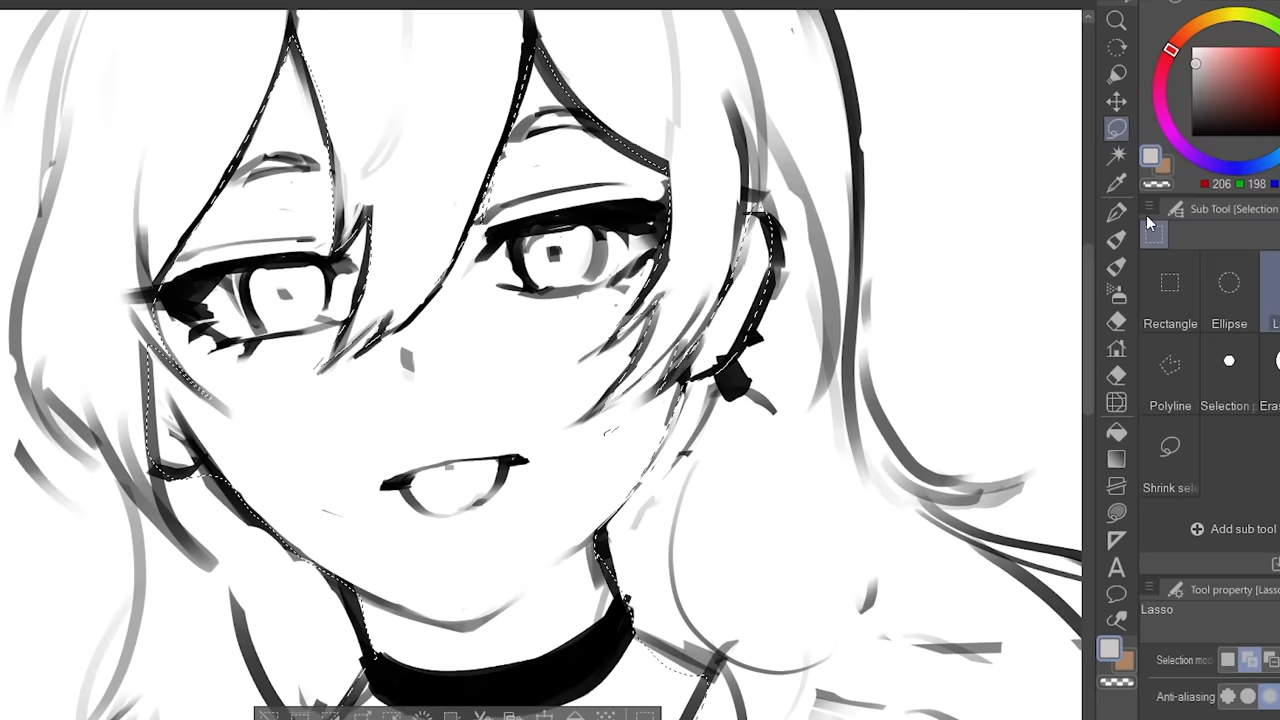 206 198
Sub Tool [Selection
Rectangle Ellipse
Polyline Selection
Shrink sel
Add sub tool
Tool property [Lasso
Lasso
Selection mod
Anti-aliasing